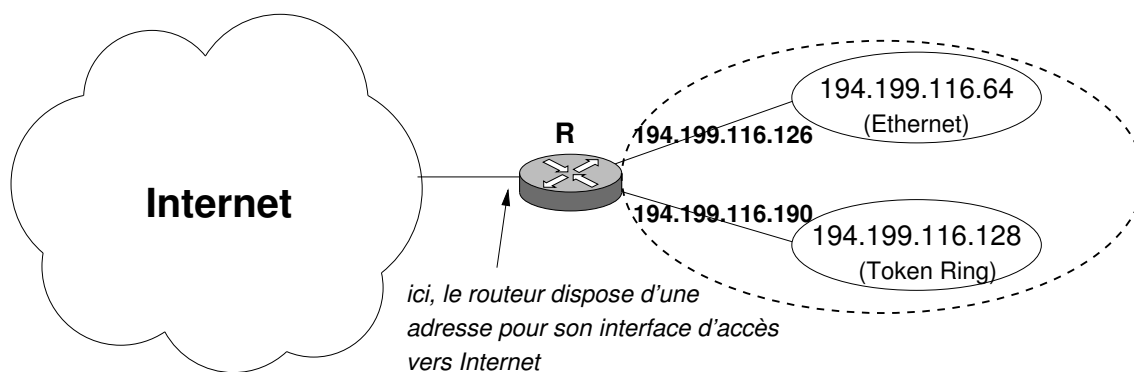 194.199.116.64
(Ethernet)
R
194.199.116.126
Internet
194.199.116.190
194.199.116.128
(Token Ring)
ici, le routeur dispose d'une
adresse pour son interface d'accès
vers Internet